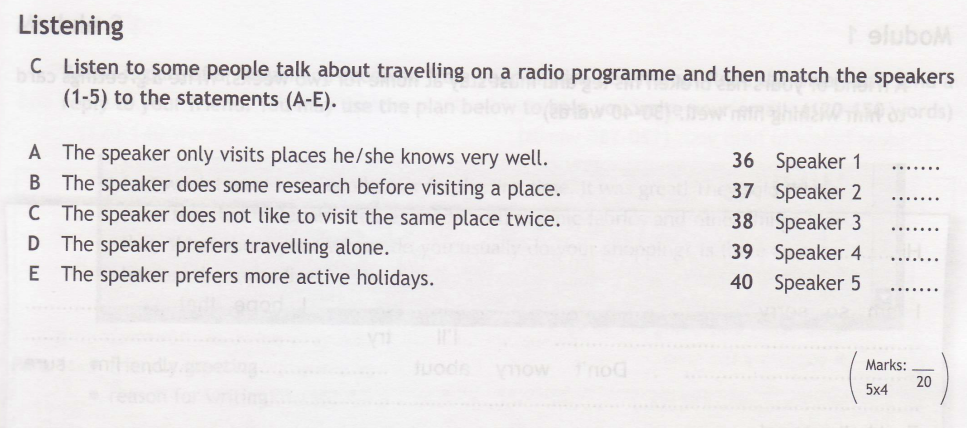 Listening
C Listen to some people talk about travelling on a radio programme and then match the speakers
(1-5) to the statements (A-E).
A The speaker only visits places he/she knows very well. 36 Speaker 1 .......
B The speaker does some research before visiting a place. 37 Speaker 2 .......
C The speaker does not like to visit the same place twice. 38 Speaker 3 .......
D The speaker prefers travelling alone. 39 Speaker 4 .......
E The speaker prefers more active holidays. 40 Speaker 5 .......
Marks: __
5x4 20